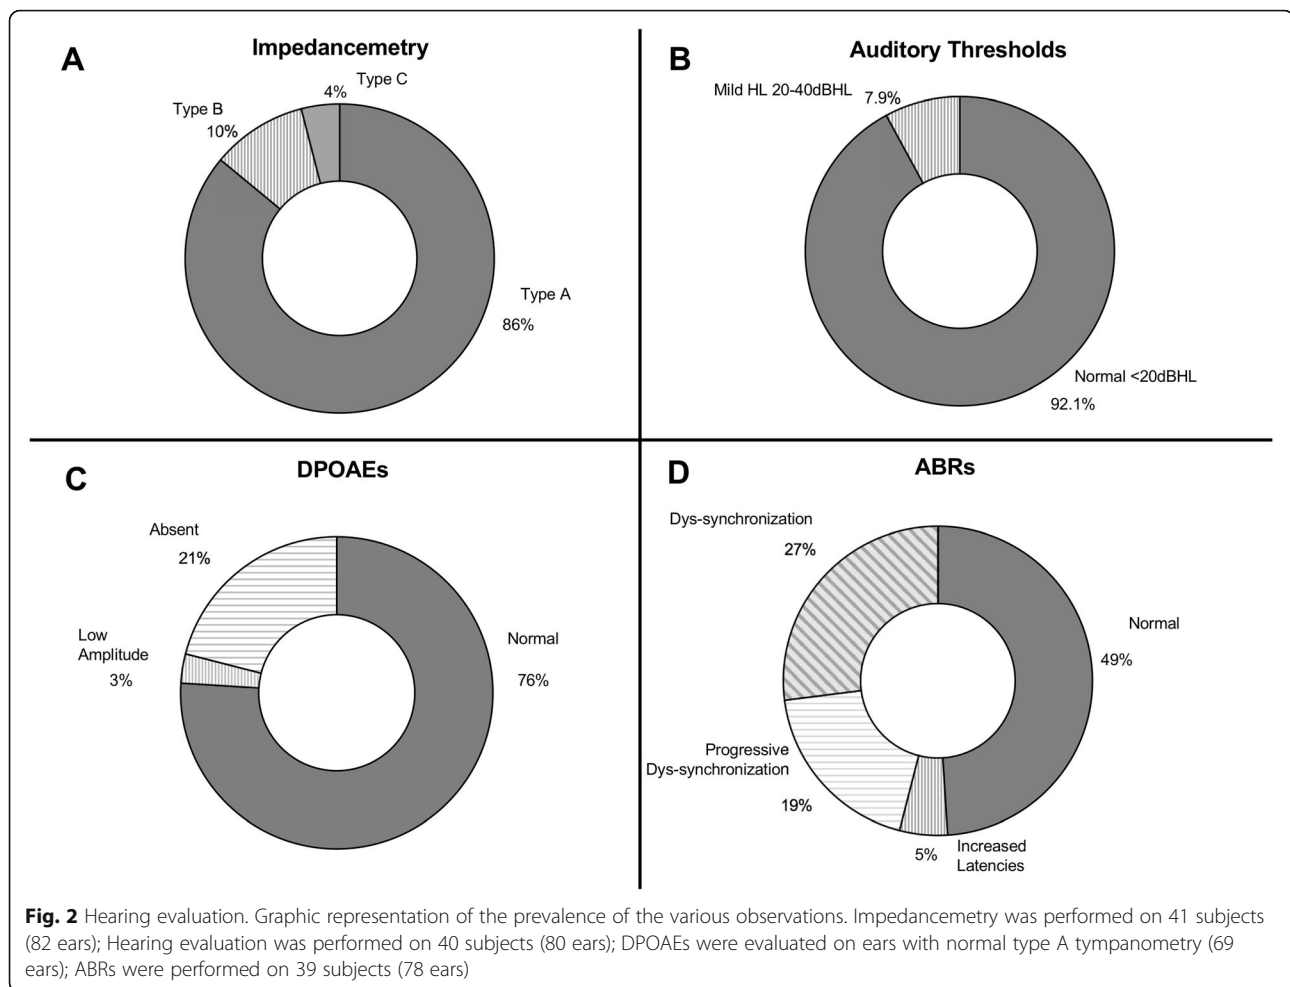 A
Impedancemetry
Type C
4%
Type B
10%
Type A
86%
B
Auditory Thresholds
Mild HL 20-40dBHL
7.9%
Normal <20dBHL
92.1%
C
DPOAEs
Absent
21%
Low
Amplitude
3%
Normal
76%
D
ABRs
Dys-synchronization
27%
Normal
49%
Progressive
Dys-synchronization
19%
5%
Increased
Latencies
Fig. 2 Hearing evaluation. Graphic representation of the prevalence of the various observations. Impedancemetry was performed on 41 subjects
(82 ears); Hearing evaluation was performed on 40 subjects (80 ears); DPOAEs were evaluated on ears with normal type A tympanometry (69
ears); ABRs were performed on 39 subjects (78 ears)